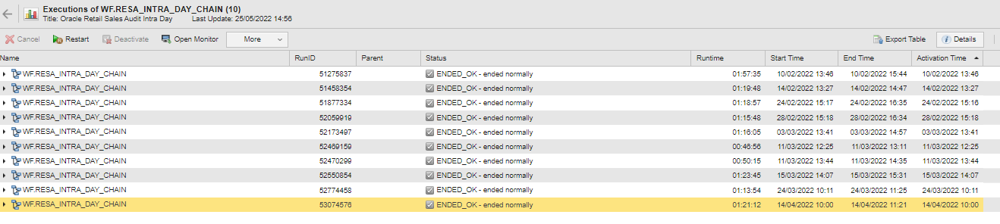 Executions of WF.RESA_INTRA_DAY_CHAIN (10)
Title: Oracle Retail Sales Audit Intra Day Last Update: 25/05/2022 14:56
Cancel Restart Deactivate Open Monitor More Export Table Details
Name RunID Parent Status Runtime Start Time End Time Activation Time
WF.RESA_INTRA_DAY_CHAIN 51275837 ENDED_OK - ended normally 01:57:35 10/02/2022 13:46 10/02/2022 15:44 10/02/2022 13:46
WF.RESA_INTRA_DAY_CHAIN 51458354 ENDED_OK - ended normally 01:19:48 14/02/2022 13:27 14/02/2022 14:47 14/02/2022 13:27
WF.RESA_INTRA_DAY_CHAIN 51877334 ENDED_OK - ended normally 01:18:57 24/02/2022 15:17 24/02/2022 16:35 24/02/2022 15:16
WF.RESA_INTRA_DAY_CHAIN 52059919 ENDED_OK - ended normally 01:15:48 28/02/2022 15:18 28/02/2022 16:34 28/02/2022 15:18
WF.RESA_INTRA_DAY_CHAIN 52173497 ENDED_OK - ended normally 01:16:05 03/03/2022 13:41 03/03/2022 14:57 03/03/2022 13:41
WF.RESA_INTRA_DAY_CHAIN 52469159 ENDED_OK - ended normally 00:46:56 11/03/2022 12:25 11/03/2022 13:11 11/03/2022 12:25
WF.RESA_INTRA_DAY_CHAIN 52470299 ENDED_OK - ended normally 00:50:15 11/03/2022 13:44 11/03/2022 14:35 11/03/2022 13:44
WF.RESA_INTRA_DAY_CHAIN 52550854 ENDED_OK - ended normally 01:23:45 15/03/2022 14:07 15/03/2022 15:31 15/03/2022 14:07
WF.RESA_INTRA_DAY_CHAIN 52774458 ENDED_OK - ended normally 01:13:54 24/03/2022 10:11 24/03/2022 11:25 24/03/2022 10:11
WF.RESA_INTRA_DAY_CHAIN 53074576 ENDED_OK - ended normally 01:21:12 14/04/2022 10:00 14/04/2022 11:21 14/04/2022 10:00